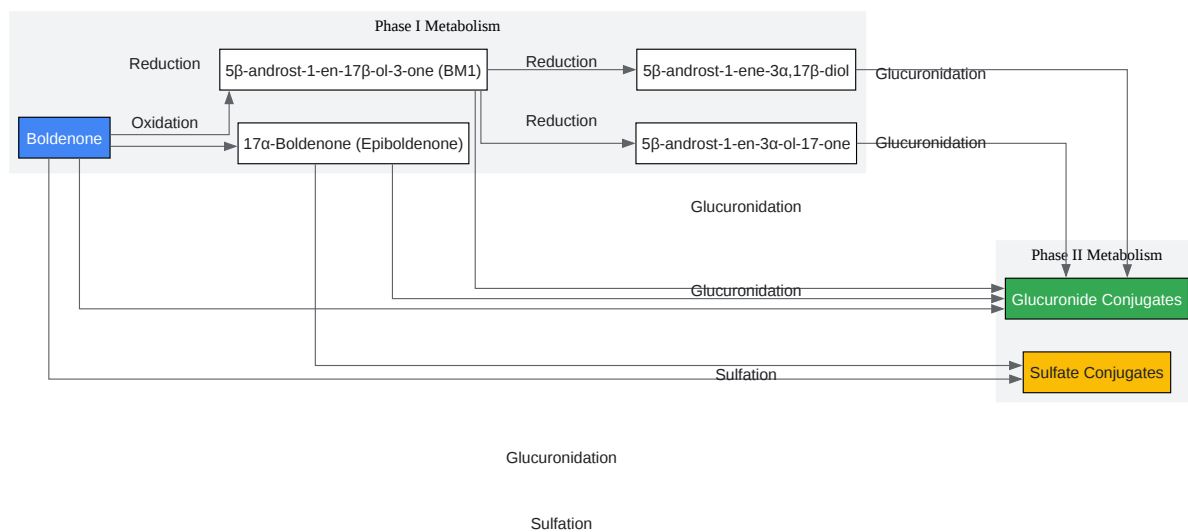 Phase I Metabolism
Reduction
5β-androst-1-en-17β-ol-3-one (BM1)
Reduction
5β-androst-1-ene-3α,17β-diol
Glucuronidation
Boldenone
Oxidation
17α-Boldenone (Epiboldenone)
Reduction
5β-androst-1-en-3α-ol-17-one
Glucuronidation
Glucuronidation
Phase II Metabolism
Glucuronidation
Glucuronide Conjugates
Sulfation
Sulfate Conjugates
Glucuronidation
Sulfation